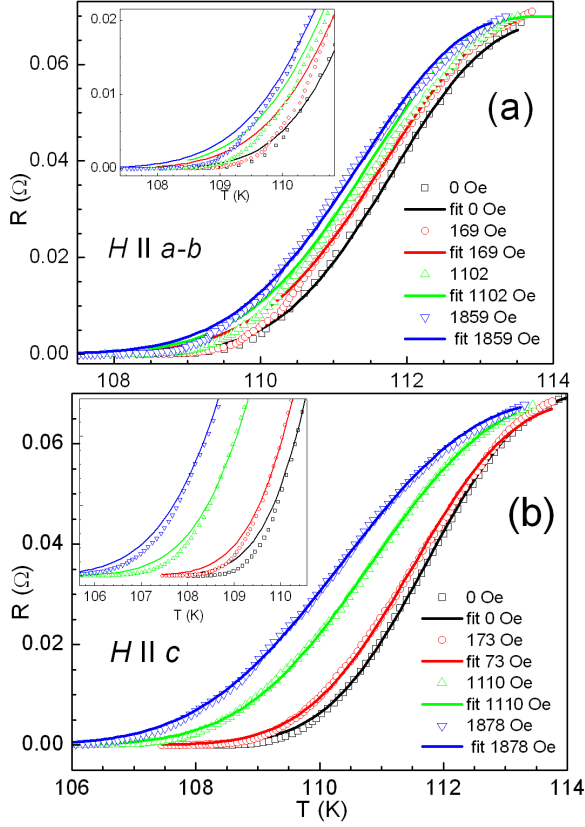 0.02
0.01
0.00
108 109 110
T (K)
0.06
0.04
0.02
0.00
R (Ω)
(a)
H II a-b
0 Oe
fit 0 Oe
169 Oe
fit 169 Oe
1102
fit 1102 Oe
1859 Oe
fit 1859 Oe
108 110 112 114
106 107 108 109 110
T (K)
0.06
0.04
0.02
0.00
R (Ω)
(b)
H II c
0 Oe
fit 0 Oe
173 Oe
fit 73 Oe
1110 Oe
fit 1110 Oe
1878 Oe
fit 1878 Oe
106 108 110 112 114
T (K)